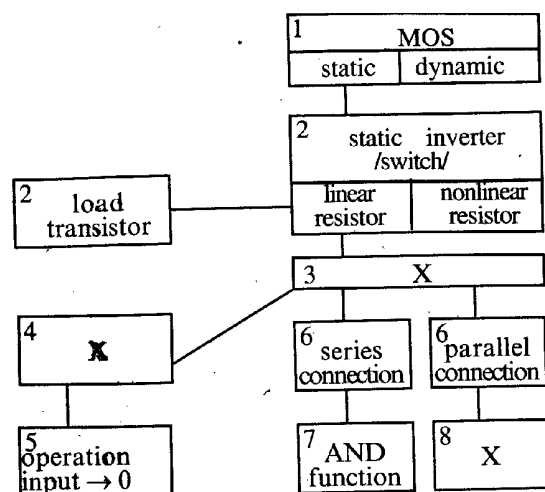 1
MOS
static dynamic
2
static inverter
/switch/
linear resistor
nonlinear resistor
2
load
transistor
3 X
4
X
6
series
connection
6
parallel
connection
5
operation
input → 0
7
AND
function
8
X